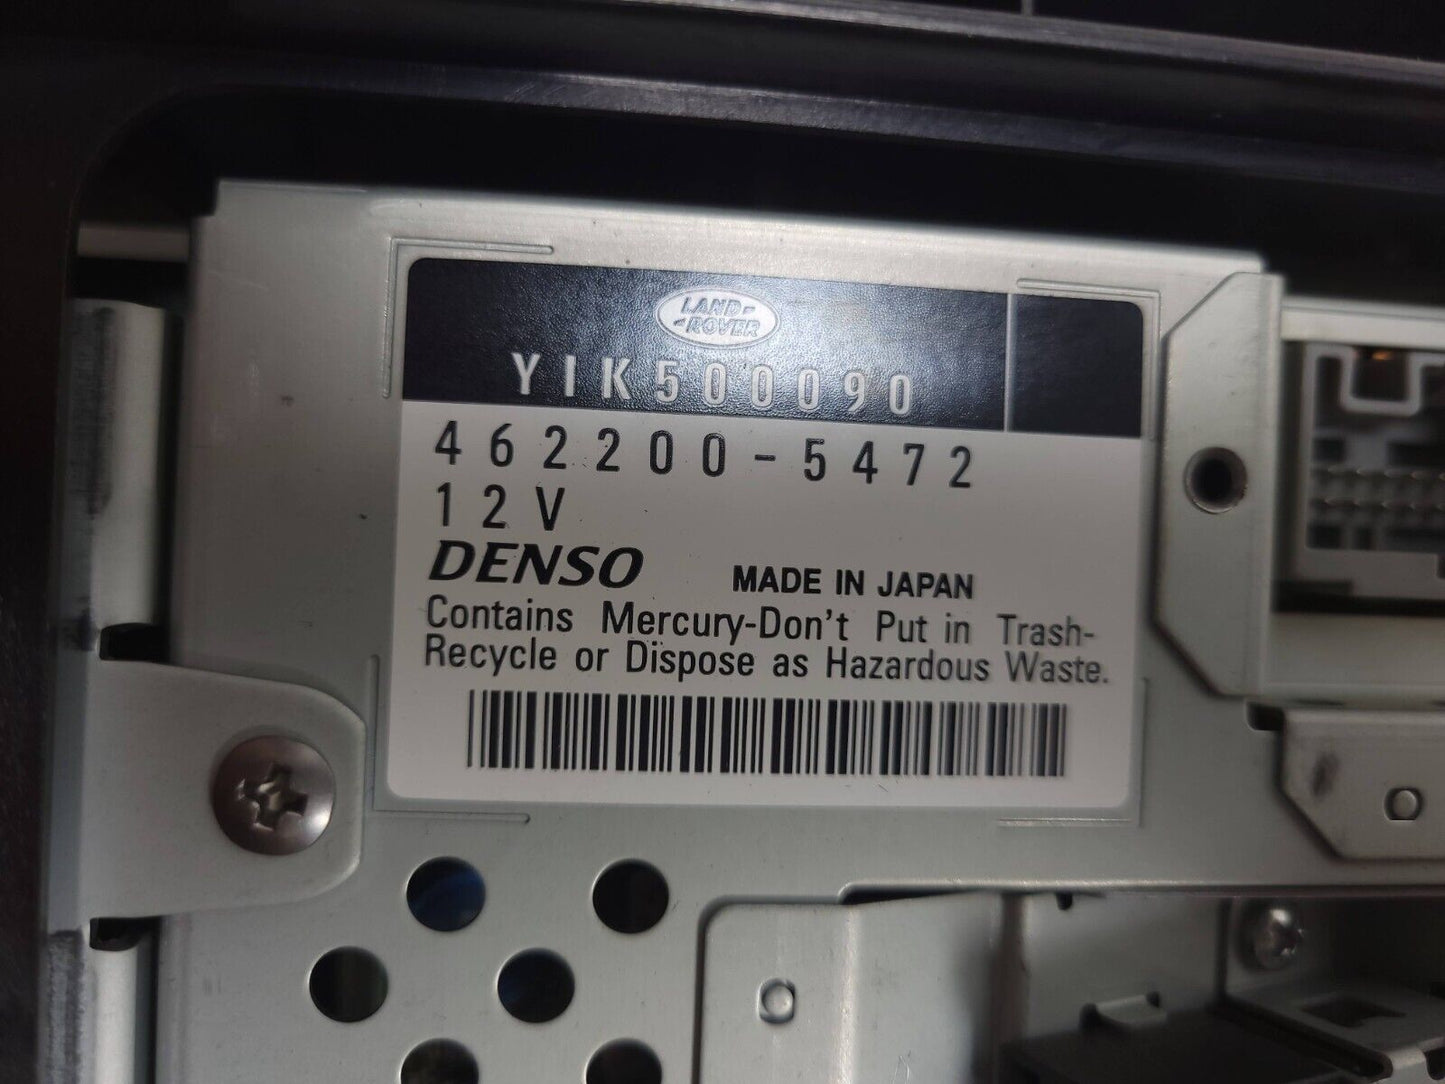 LAND-
-ROVER
YIK500090
462200-5472
12V
DENSO MADE IN JAPAN
Contains Mercury-Don't Put in Trash-
Recycle or Dispose as Hazardous Waste.